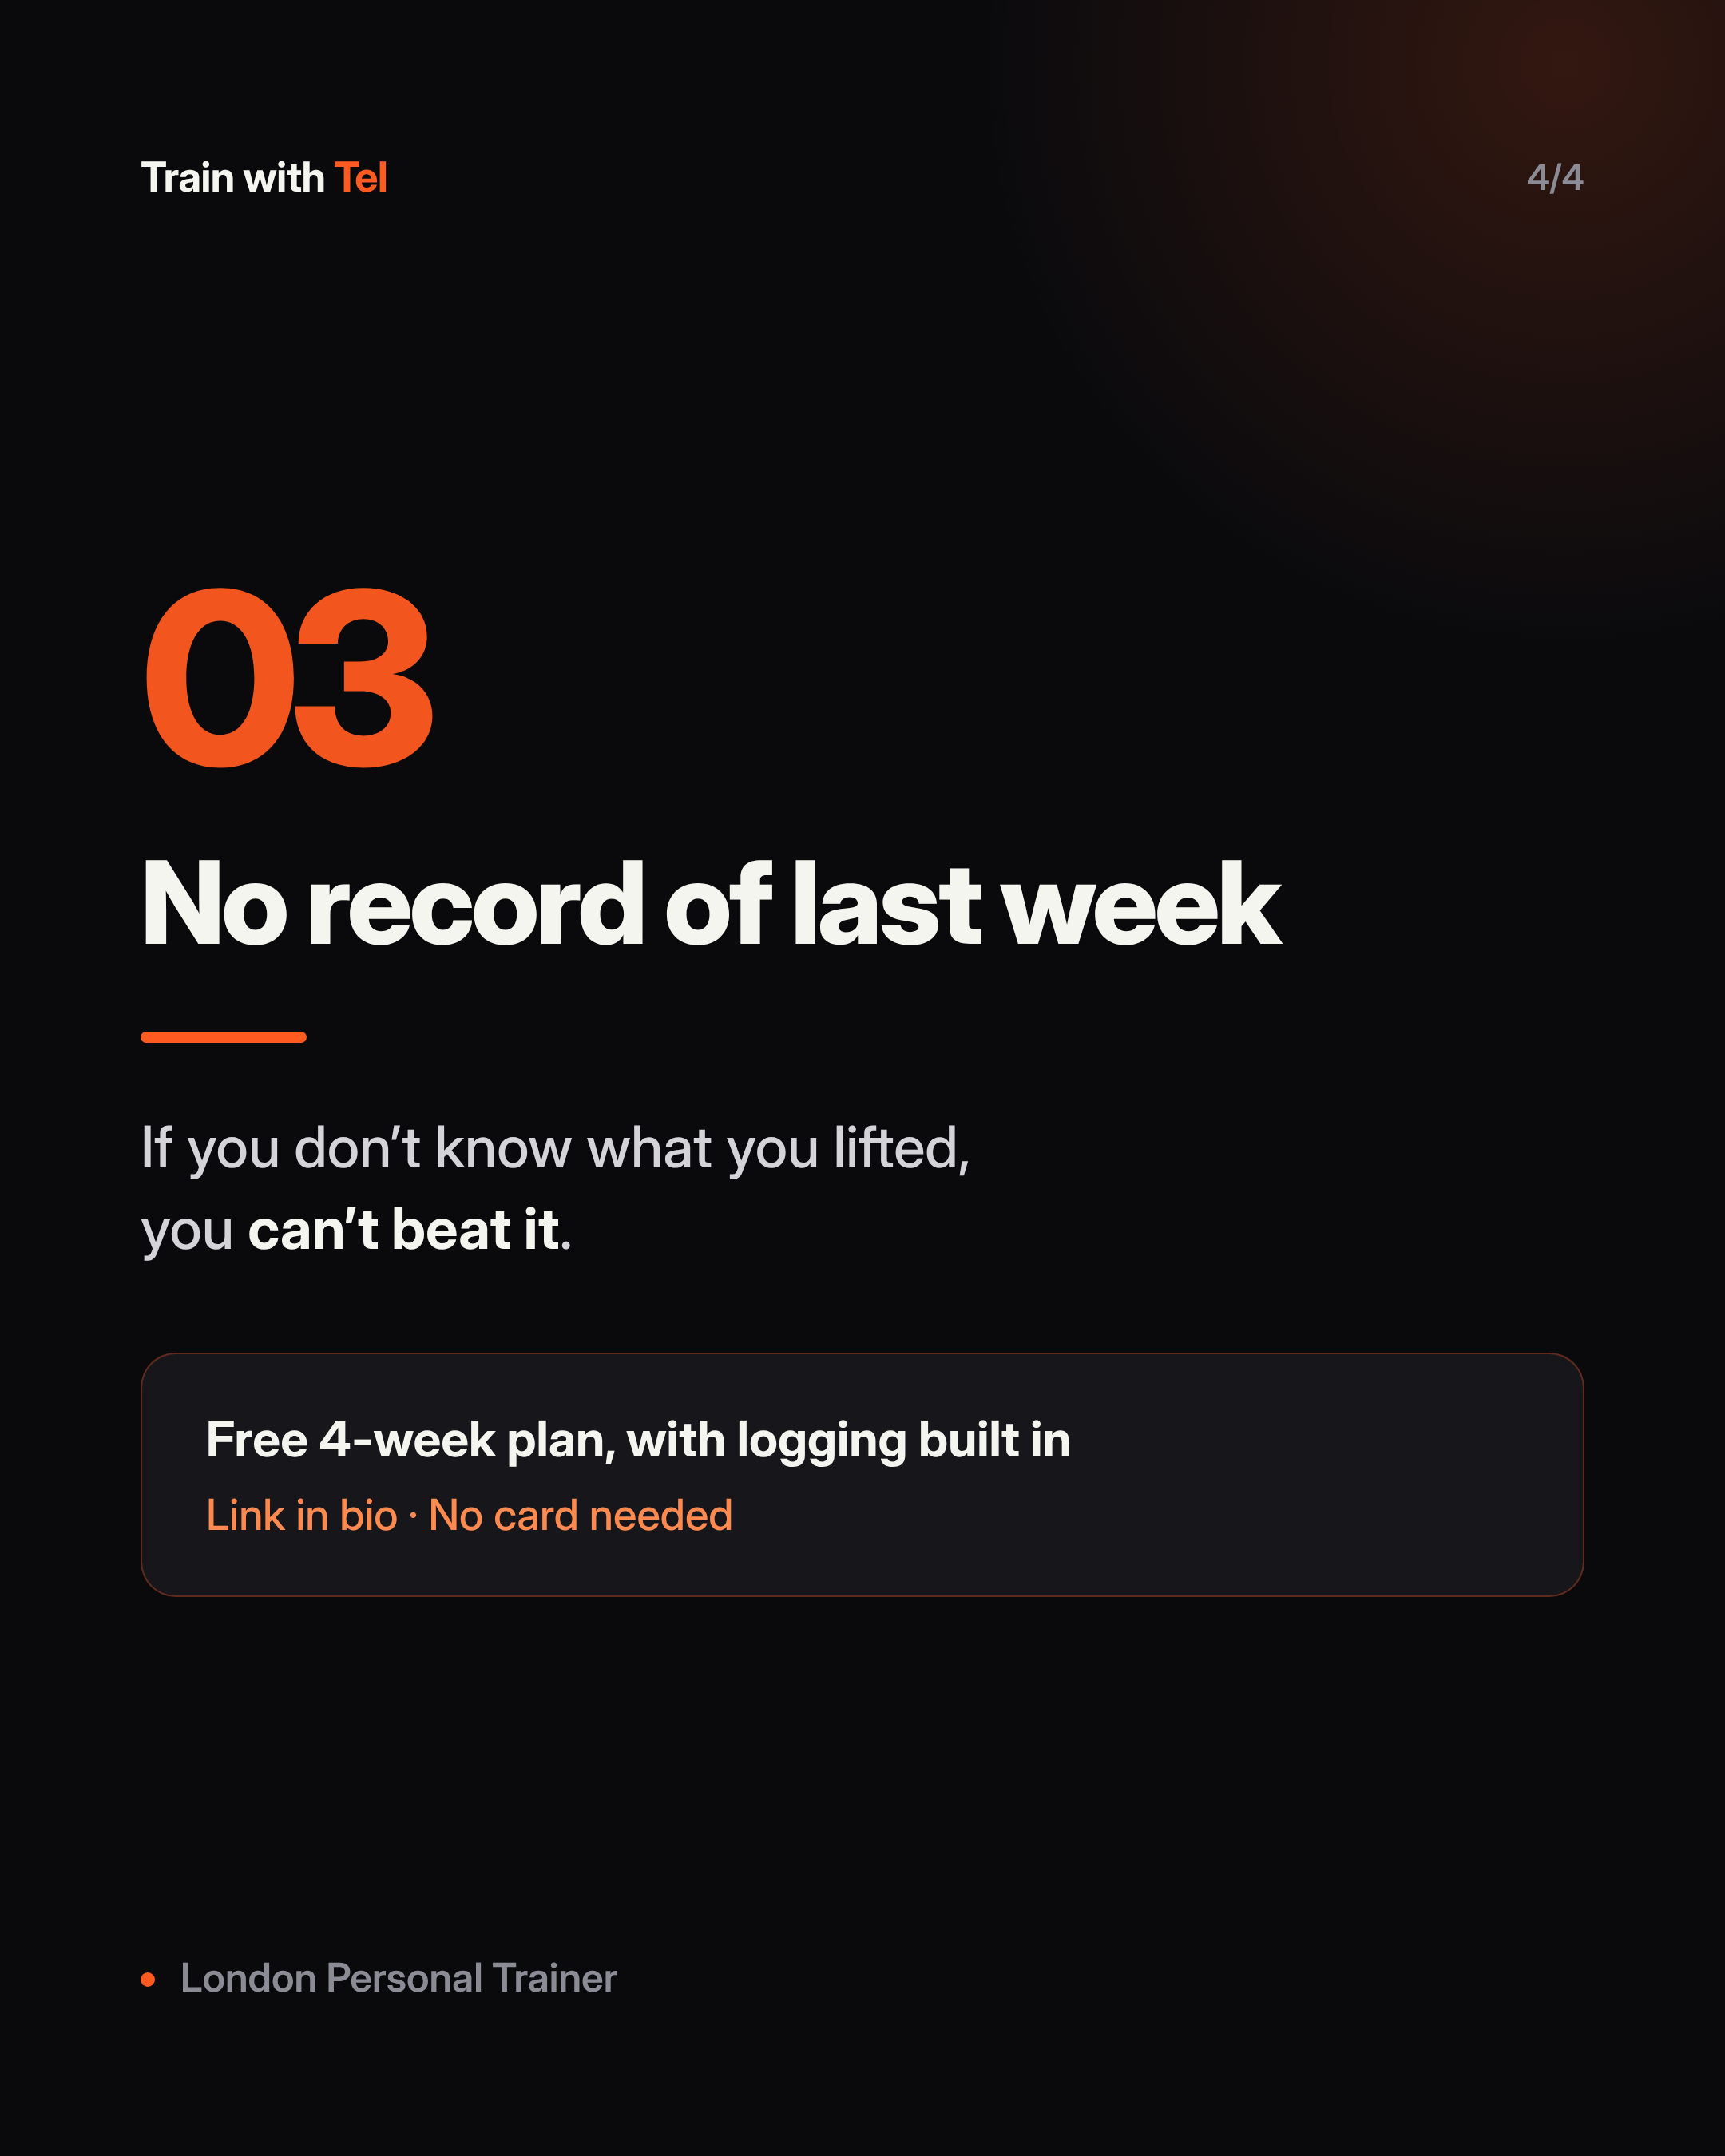 Train with Tel
4/4
03
No record of last week
If you don’t know what you lifted,
you can’t beat it.
Free 4-week plan, with logging built in
Link in bio · No card needed
London Personal Trainer